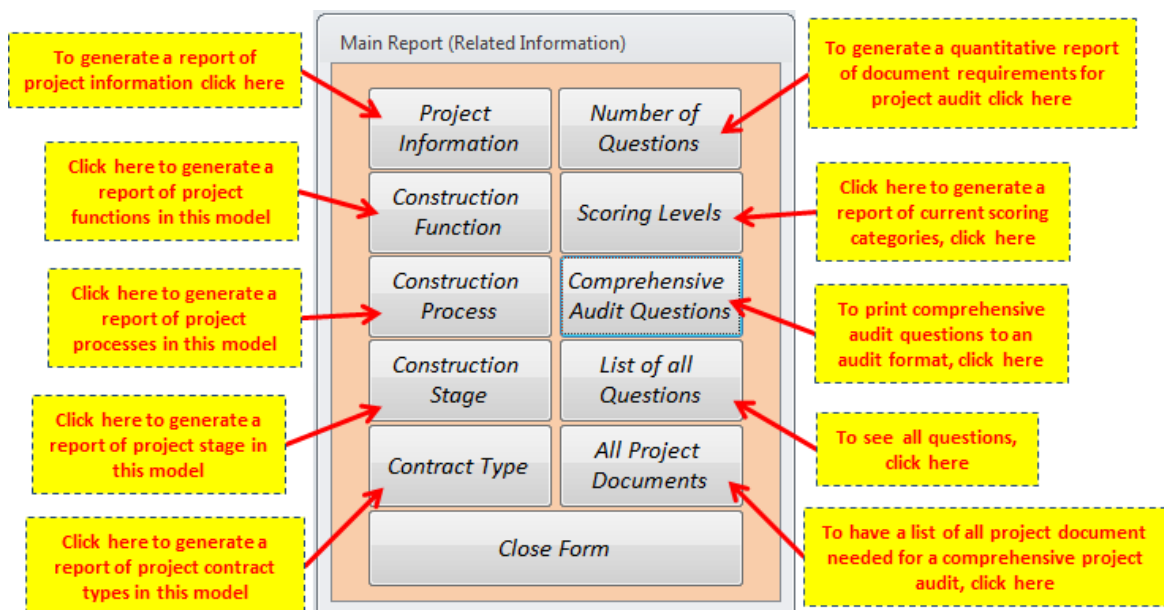 Main Report (Related Information)
To generate a report of
project information click here
Project
Information
Number of
Questions
To generate a quantitative report
of document requirements for
project audit click here
Click here to generate a
report of project
functions in this model
Construction
Function
Scoring Levels
Click here to generate a
report of current scoring
categories, click here
Click here to generate a
report of project
processes in this model
Construction
Process
Comprehensive
Audit Questions
To print comprehensive
audit questions to an
audit format, click here
Click here to generate a
report of project stage in
this model
Construction
Stage
List of all
Questions
To see all questions,
click here
Click here to generate a
report of project contract
types in this model
Contract Type
All Project
Documents
To have a list of all project document
needed for a comprehensive project
audit, click here
Close Form